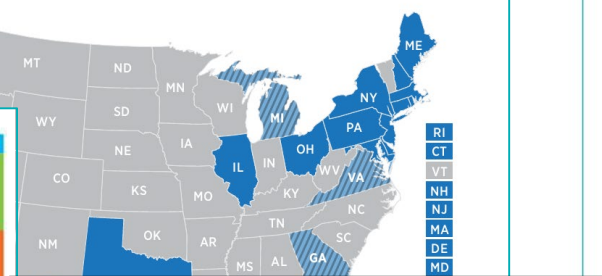 ME
MT
ND
MN
WI
MI
NY
SD
WY
PA
IA
NE
OH
IL
IN
CO
WV
VA
KS
MO
KY
NC
TN
OK
AR
SC
NM
MS
AL
GA
RI
CT
VT
NH
NJ
MA
DE
MD